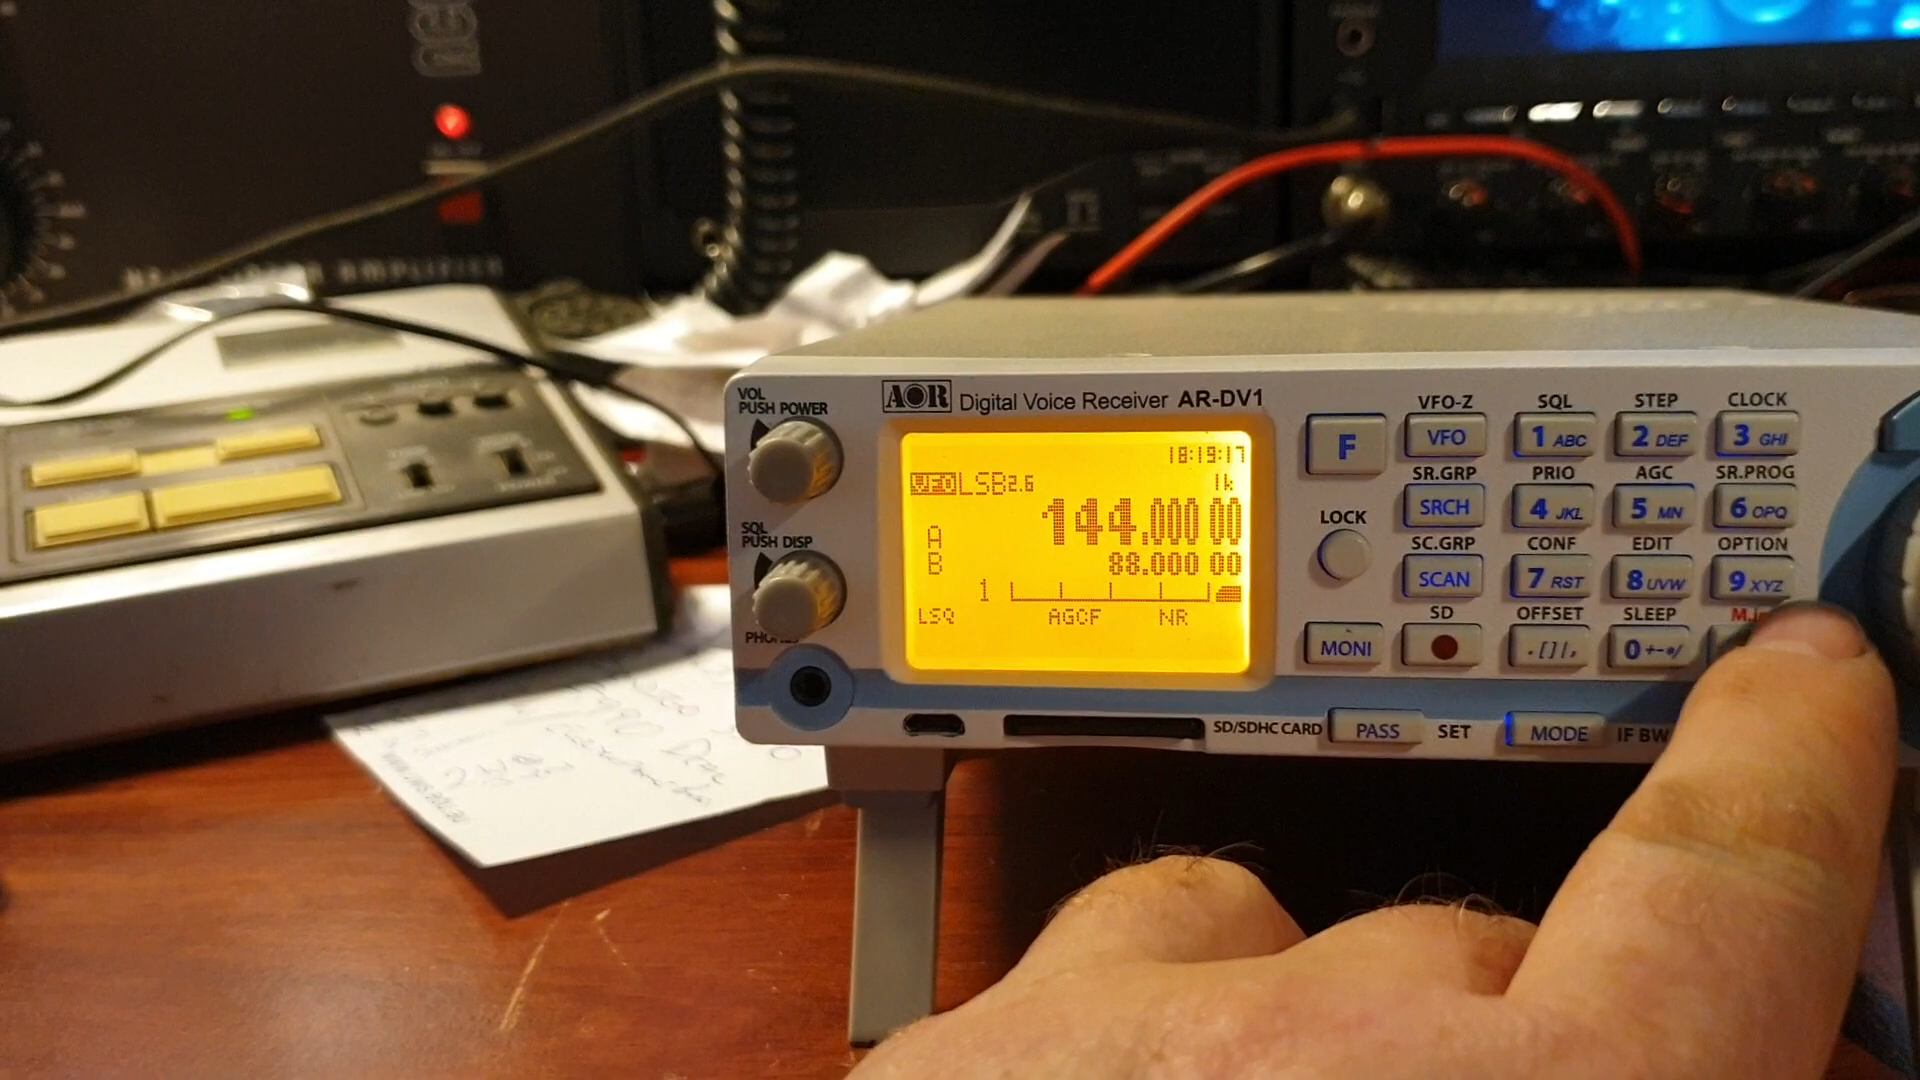 AMPLIFIER
AOR Digital Voice Receiver AR-DV1
VOL
PUSH POWER
SQL
PUSH DISP
PHONES
18:19:17
VFO LSB2.6 1k
A 144.000 00
B 88.000 00
1
LSQ AGCF NR
F
LOCK
MONI
VFO-Z SQL STEP CLOCK
VFO 1 ABC 2 DEF 3 GHI
SR.GRP PRIO AGC SR.PROG
SRCH 4 JKL 5 MN 6 OPQ
SC.GRP CONF EDIT OPTION
SCAN 7 RST 8 UVW 9 XYZ
SD OFFSET SLEEP
. [ ] | , 0 +-*/
SD/SDHC CARD PASS SET MODE IF BW